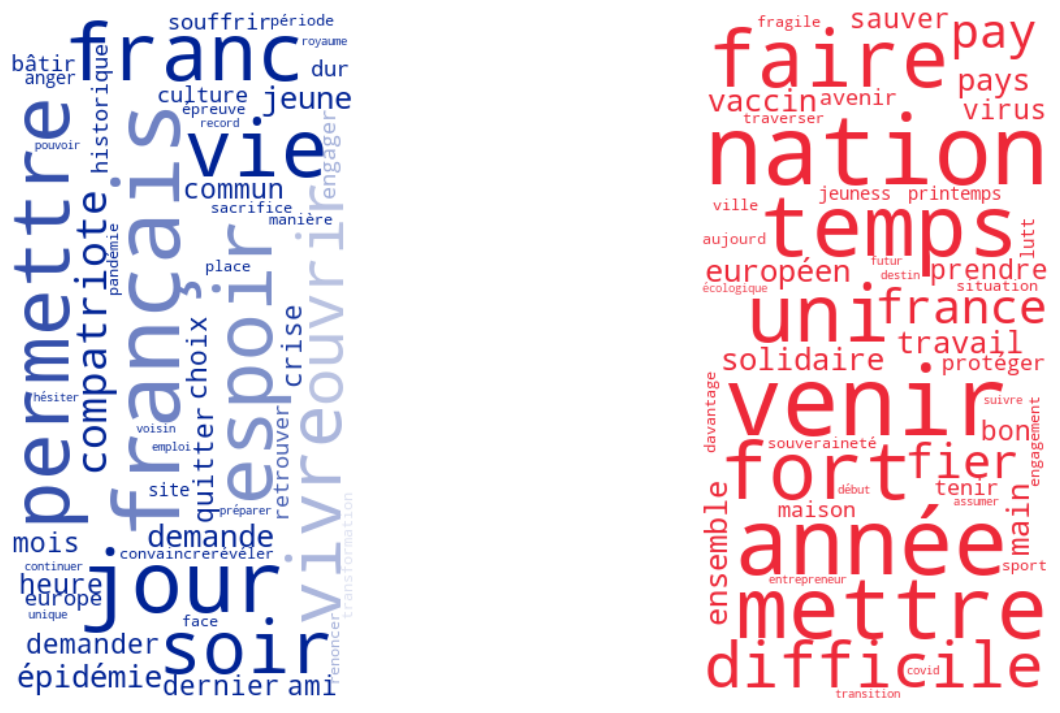 souffrir
période
franc
royaume
bâtir
anger
dur
historique
culture
jeune
épreuve
record
permettre
français
vie
engager
pouvoir
commun
sacrifice
manière
compatriote
pandémie
espoir
vivre
réouvrir
place
choix
crise
hésiter
quitter
retrouver
voisin
emploi
site
préparer
transformation
mois
demande
convaincre
révéler
continuer
jour
heure
europe
unique
face
renoncer
demander
soir
épidémie
dernier
ami
fragile
sauver
pay
faire
pays
vaccin
avenir
virus
traverser
nation
jeuness
printemps
ville
temps
lutt
aujourd
futur
européen
destin
prendre
écologique
situation
uni
france
travail
solidaire
protéger
davantage
venir
suivre
bon
engagement
souveraineté
fort
fier
début
tenir
assumer
ensemble
maison
main
année
sport
entrepreneur
mettre
difficile
covid
transition